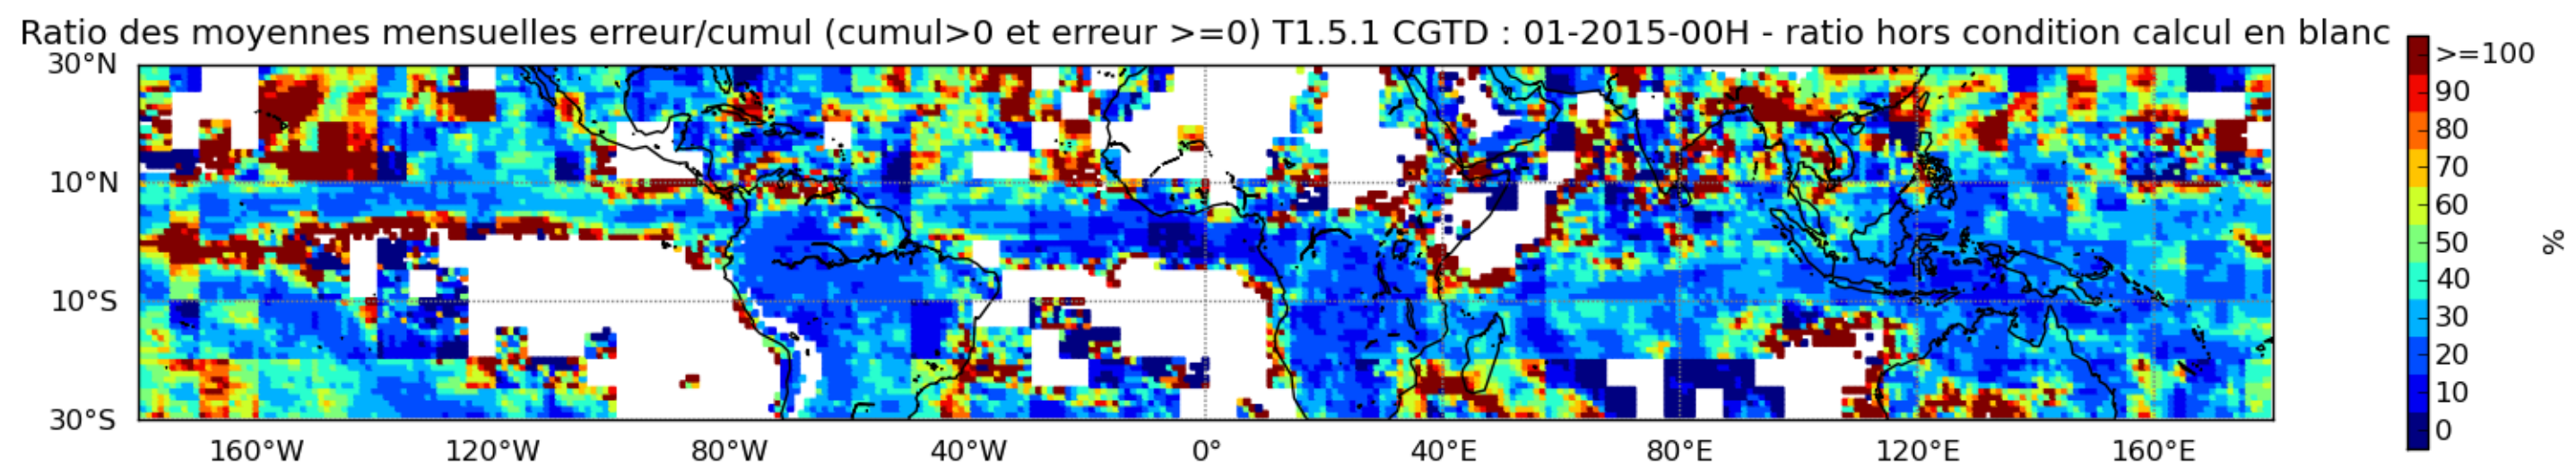 Ratio des moyennes mensuelles erreur/cumul (cumul>0 et erreur >=0) T1.5.1 CGTD : 01-2015-00H - ratio hors condition calcul en blanc
30°N
10°N
10°S
30°S
160°W
120°W
80°W
40°W
0°
40°E
80°E
120°E
160°E
>=100
90
80
70
60
50
40
30
20
10
0
%